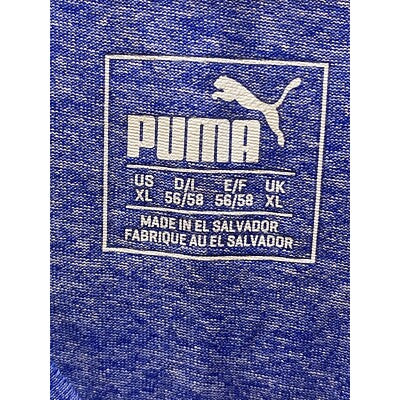 PUMA
US D/I E/F UK
XL 56/58 56/58 XL
MADE IN EL SALVADOR
FABRIQUE AU EL SALVADOR